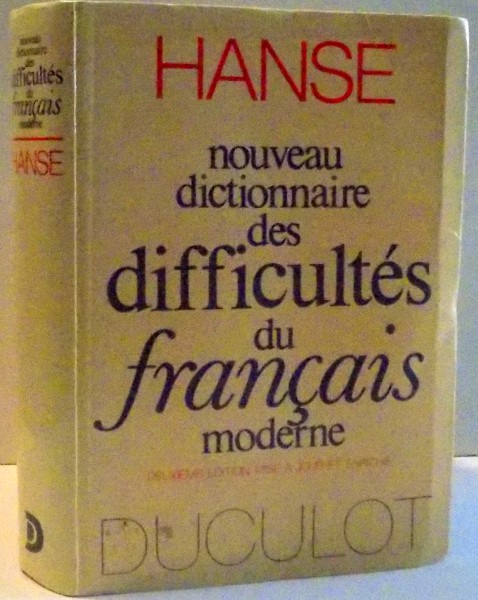 nouveau
dictionnaire
des
difficultés
du
français
moderne
HANSE
D
HANSE
nouveau
dictionnaire
des
difficultés
du
français
moderne
DEUXIÈME ÉDITION MISE À JOUR ET ENRICHIE
DUCULOT